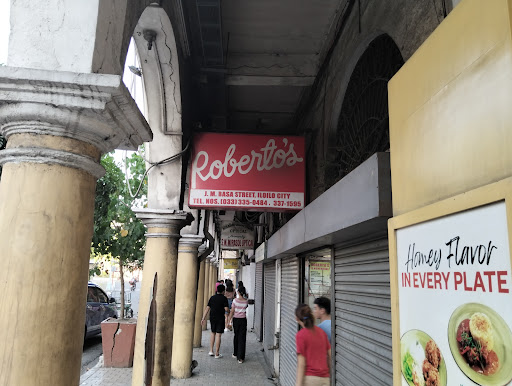 Roberto's
J. M. BASA STREET, ILOILO CITY
TEL. NOS. (033) 335-0484 . 337-1595
Homey Flavor
IN EVERY PLATE